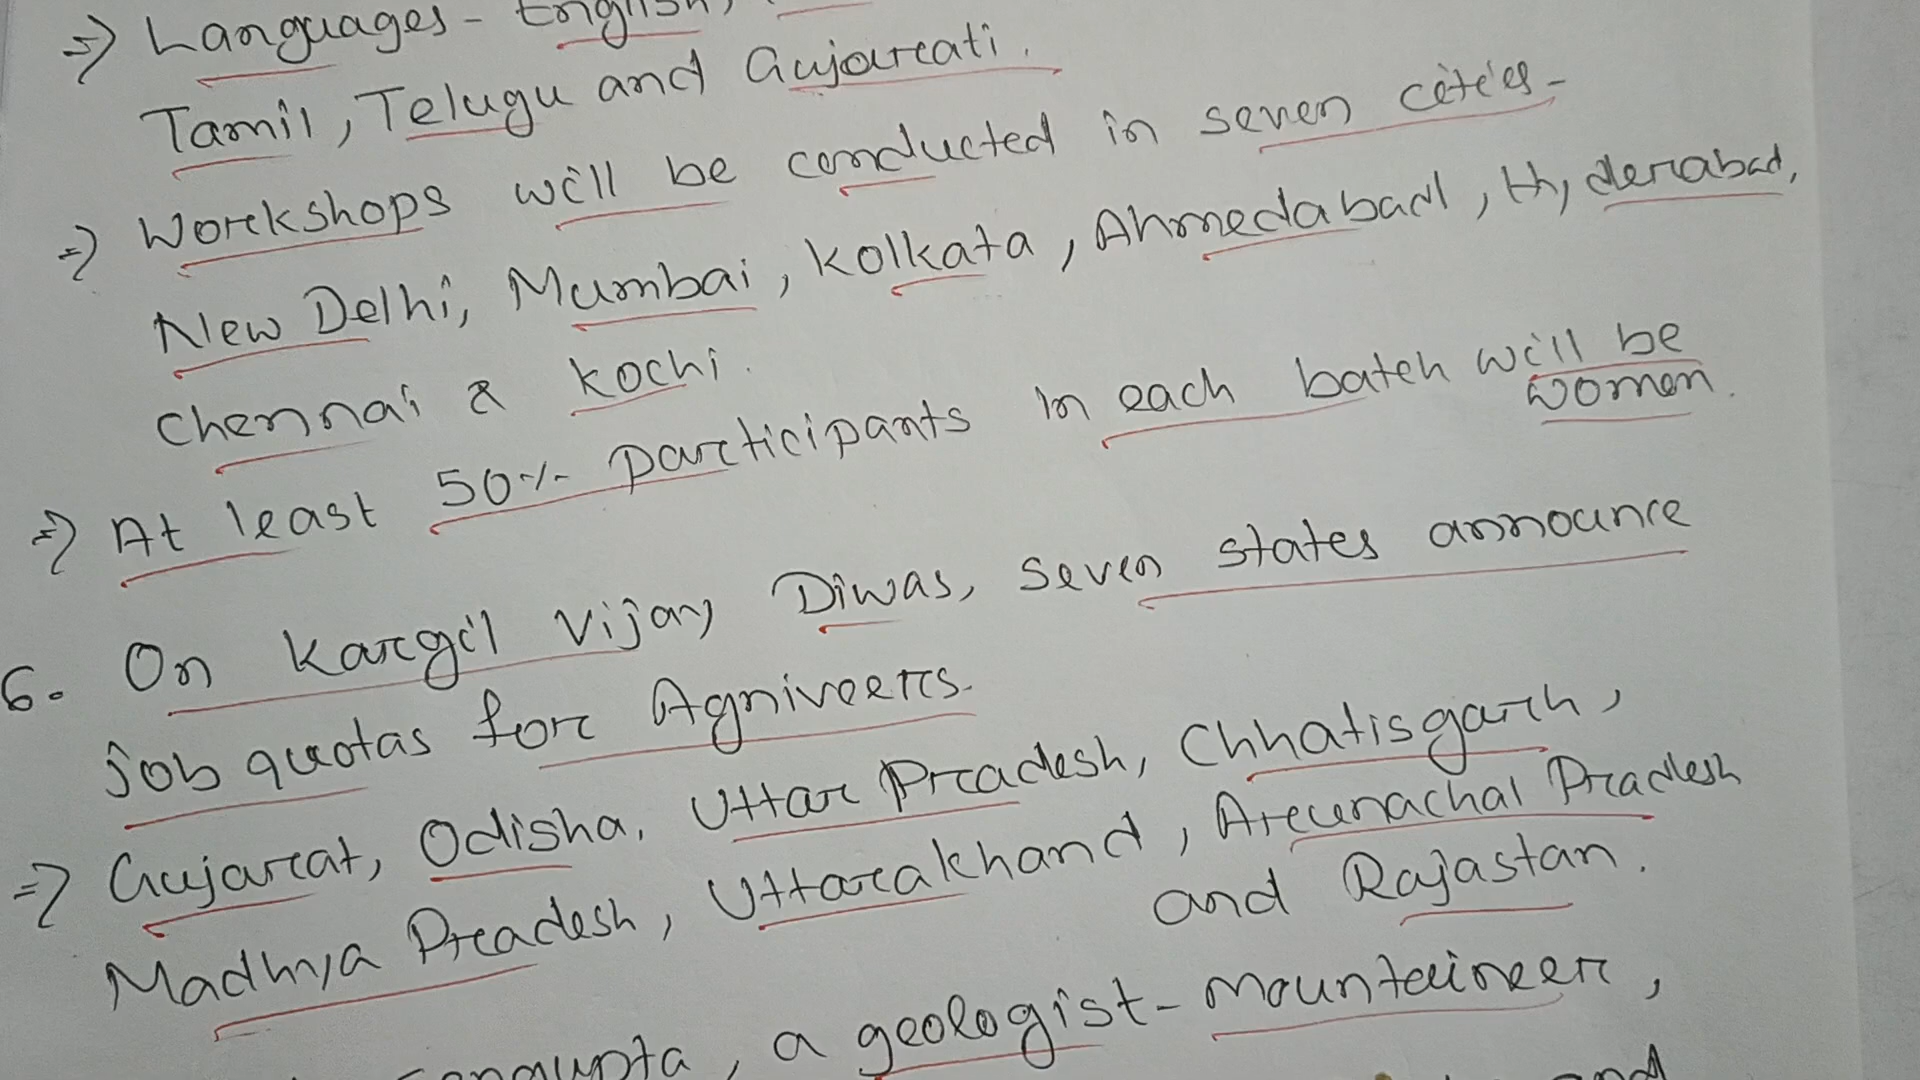 => Languages - English,
Tamil, Telugu and Gujarati.
=> Workshops will be conducted in seven cities -
New Delhi, Mumbai, Kolkata, Ahmedabad, Hyderabad,
Chennai & Kochi.
=> At least 50% participants in each batch will be
women.
6. On Kargil Vijay Diwas, seven states announce
job quotas for Agniveers.
=> Gujarat, Odisha, Uttar Pradesh, Chhatisgarh,
Madhya Pradesh, Uttarakhand, Arunachal Pradesh
and Rajastan.
, a geologist-mountaineer,
and